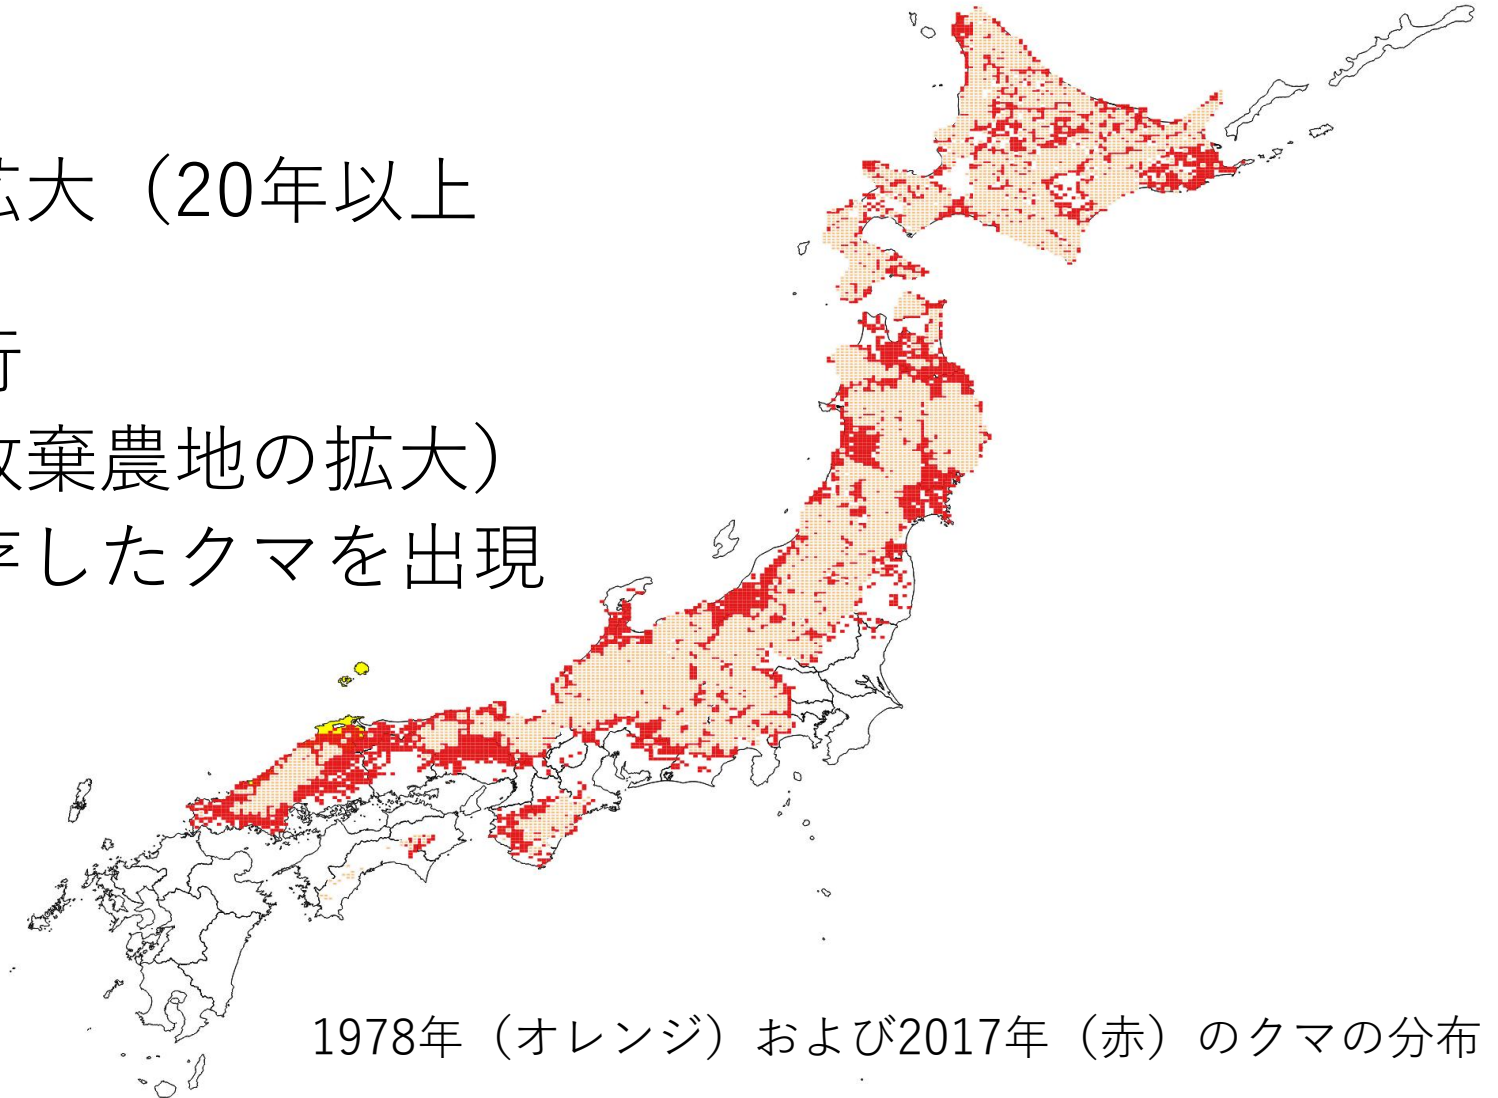 大（20年以上
行
棄農地の拡大）
したクマを出現
1978年（オレンジ）および2017年（赤）のクマの分布